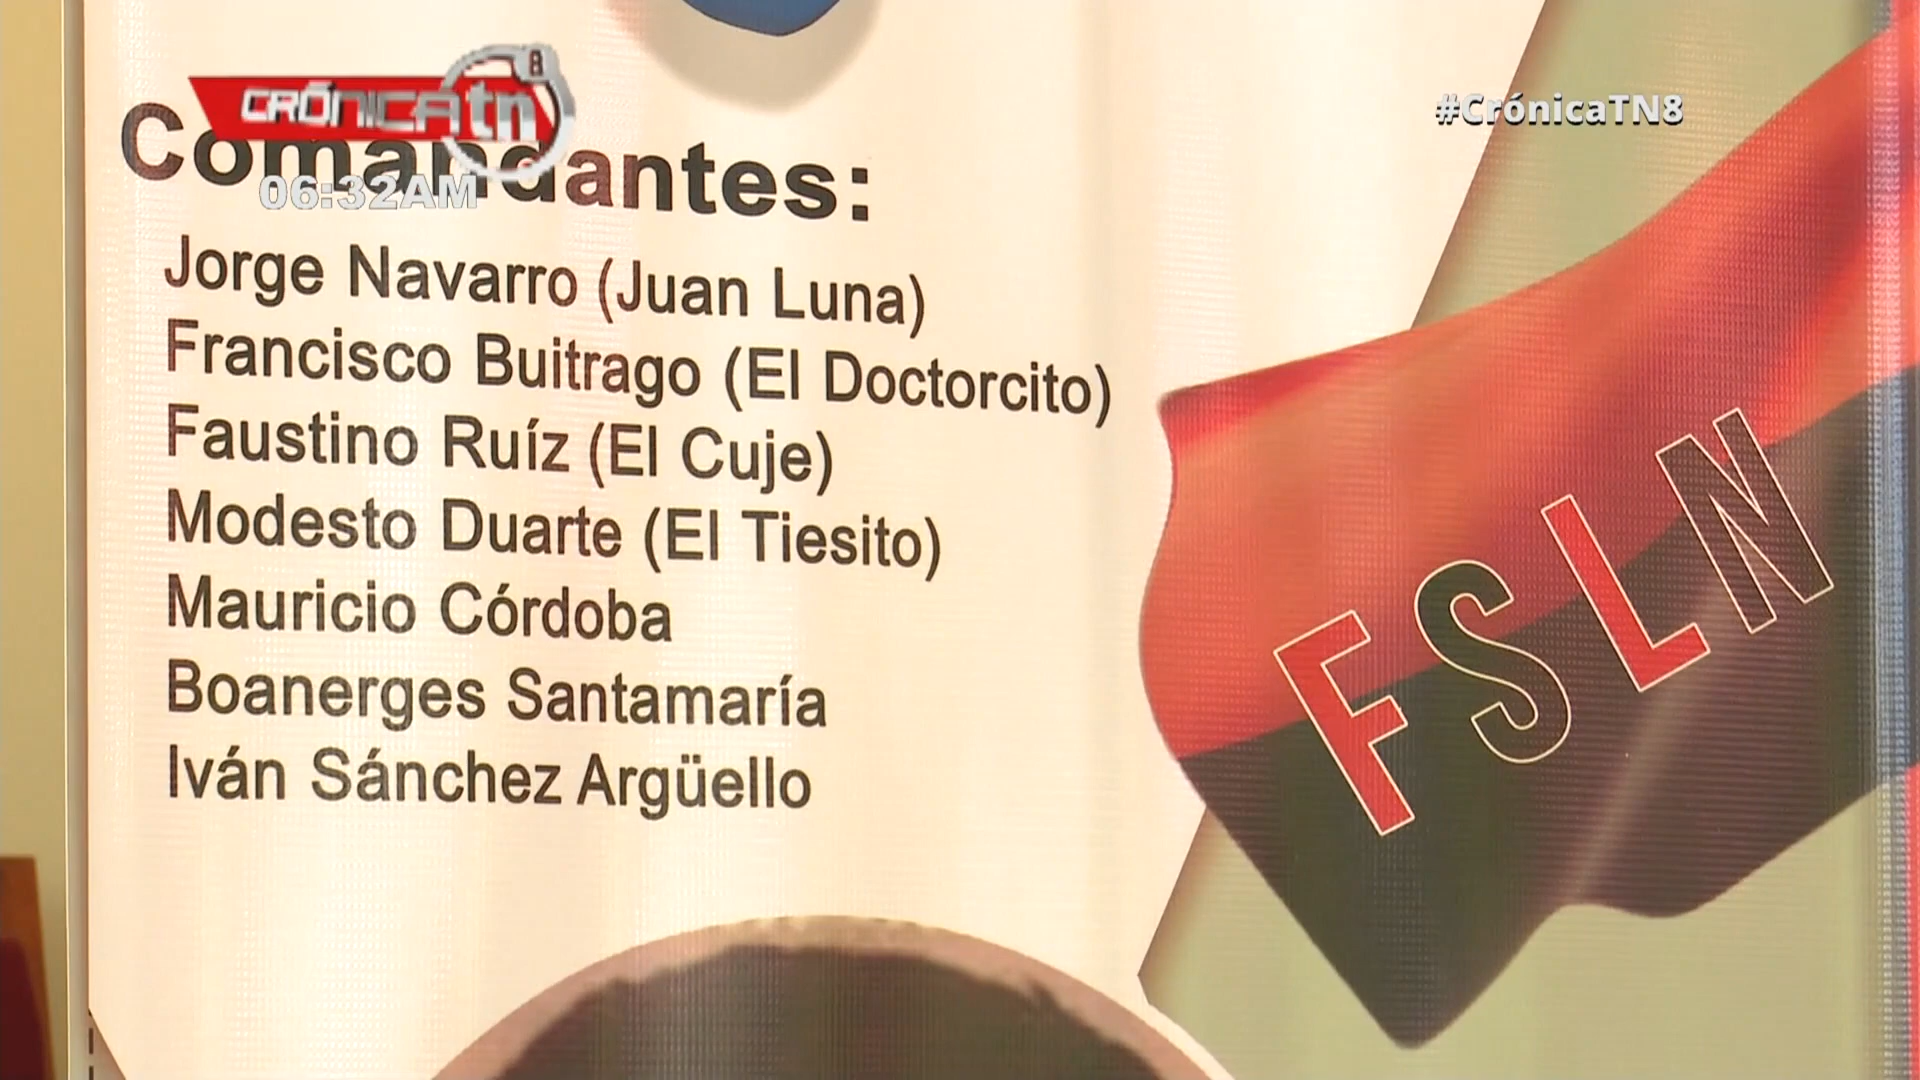 CRÓNICA tn
8
06:32AM
#CrónicaTN8
Comandantes:
Jorge Navarro (Juan Luna)
Francisco Buitrago (El Doctorcito)
Faustino Ruíz (El Cuje)
Modesto Duarte (El Tiesito)
Mauricio Córdoba
Boanerges Santamaría
Iván Sánchez Argüello
FSLN